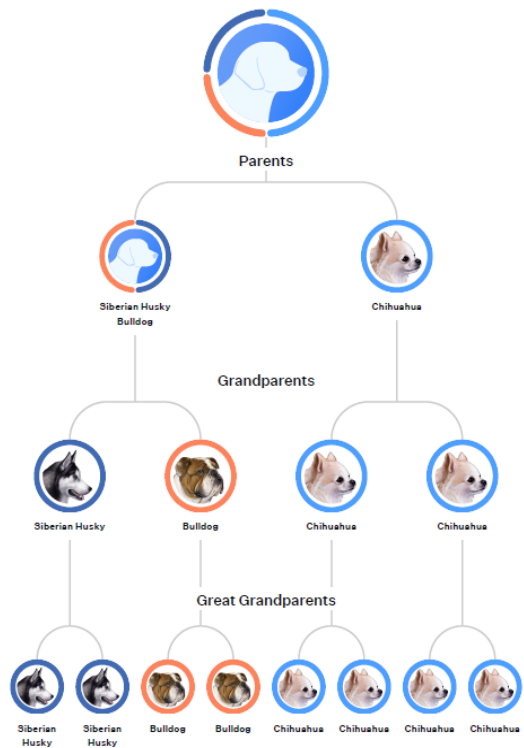 Parents
Siberian Husky
Bulldog
Chihuahua
Grandparents
Siberian Husky
Bulldog
Chihuahua
Chihuahua
Great Grandparents
Siberian
Husky
Siberian
Husky
Bulldog
Bulldog
Chihuahua
Chihuahua
Chihuahua
Chihuahua